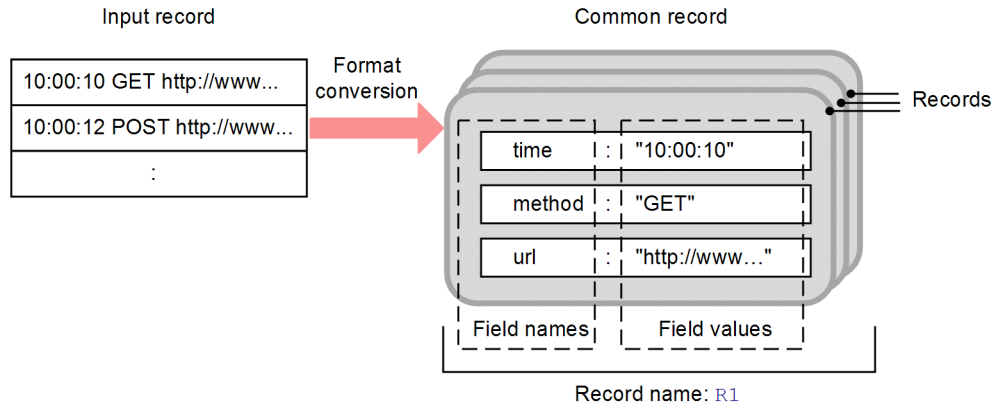 Input record
Common record
10:00:10 GET http://www...
10:00:12 POST http://www...
:
Format
conversion
Records
time : "10:00:10"
method : "GET"
url : "http://www…"
Field names
Field values
Record name: R1